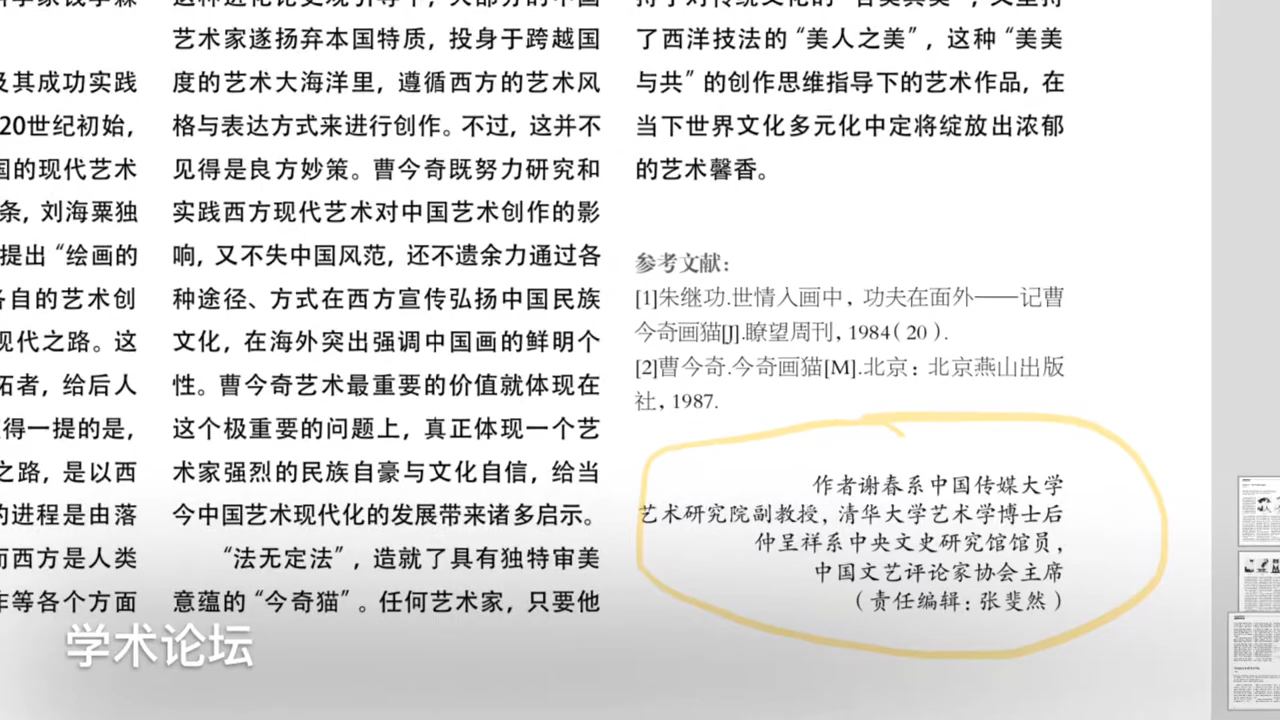 及其成功实践
20世纪初始，
国的现代艺术
条，刘海粟独
提出“绘画的
各自的艺术创
现代之路。这
拓者，给后人
得一提的是，
之路，是以西
的进程是由落
而西方是人类
作等各个方面
艺术家遂扬弃本国特质，投身于跨越国
度的艺术大海洋里，遵循西方的艺术风
格与表达方式来进行创作。不过，这并不
见得是良方妙策。曹今奇既努力研究和
实践西方现代艺术对中国艺术创作的影
响，又不失中国风范，还不遗余力通过各
种途径、方式在西方宣传弘扬中国民族
文化，在海外突出强调中国画的鲜明个
性。曹今奇艺术最重要的价值就体现在
这个极重要的问题上，真正体现一个艺
术家强烈的民族自豪与文化自信，给当
今中国艺术现代化的发展带来诸多启示。
“法无定法”，造就了具有独特审美
意蕴的“今奇猫”。任何艺术家，只要他
了西洋技法的“美人之美”，这种“美美
与共”的创作思维指导下的艺术作品，在
当下世界文化多元化中定将绽放出浓郁
的艺术馨香。
参考文献：
[1]朱继功.世情入画中，功夫在面外——记曹
今奇画猫[J].瞭望周刊，1984（20）.
[2]曹今奇.今奇画猫[M].北京：北京燕山出版
社，1987.
作者谢春系中国传媒大学
艺术研究院副教授，清华大学艺术学博士后
仲呈祥系中央文史研究馆馆员，
中国文艺评论家协会主席
（责任编辑：张斐然）
学术论坛